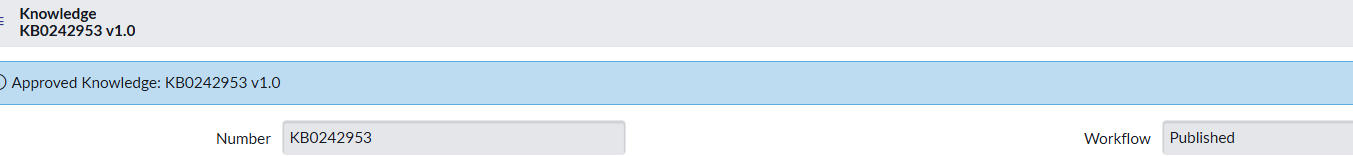 Knowledge
KB0242953 v1.0
Approved Knowledge: KB0242953 v1.0
Number KB0242953 Workflow Published